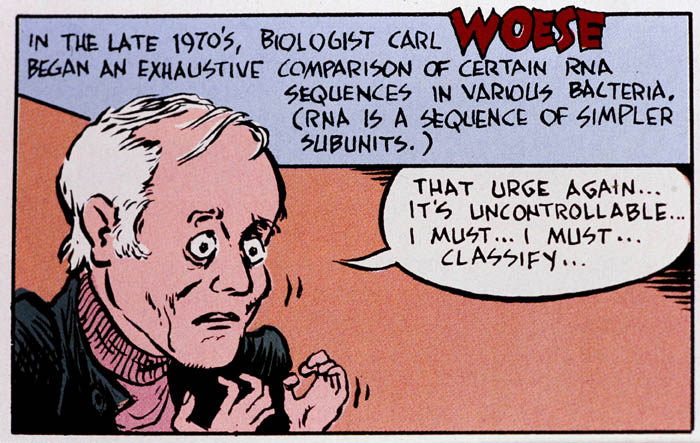 IN THE LATE 1970'S, BIOLOGIST CARL WOESE
BEGAN AN EXHAUSTIVE COMPARISON OF CERTAIN RNA
SEQUENCES IN VARIOUS BACTERIA.
(RNA IS A SEQUENCE OF SIMPLER
SUBUNITS.)
THAT URGE AGAIN...
IT'S UNCONTROLLABLE...
I MUST... I MUST...
CLASSIFY...